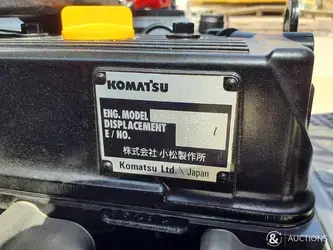 KOMATSU
ENG. MODEL
DISPLACEMENT l
E / NO.
株式会社 小松製作所
Komatsu Ltd. Japan
& AUCTIONS